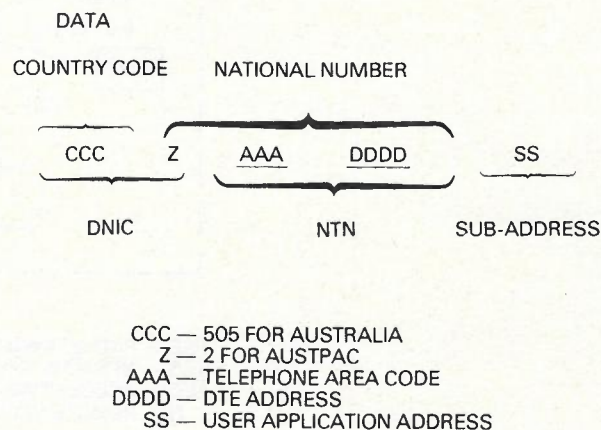 DATA
COUNTRY CODE NATIONAL NUMBER
CCC Z AAA DDDD SS
DNIC NTN SUB-ADDRESS
CCC — 505 FOR AUSTRALIA
Z — 2 FOR AUSTPAC
AAA — TELEPHONE AREA CODE
DDDD — DTE ADDRESS
SS — USER APPLICATION ADDRESS